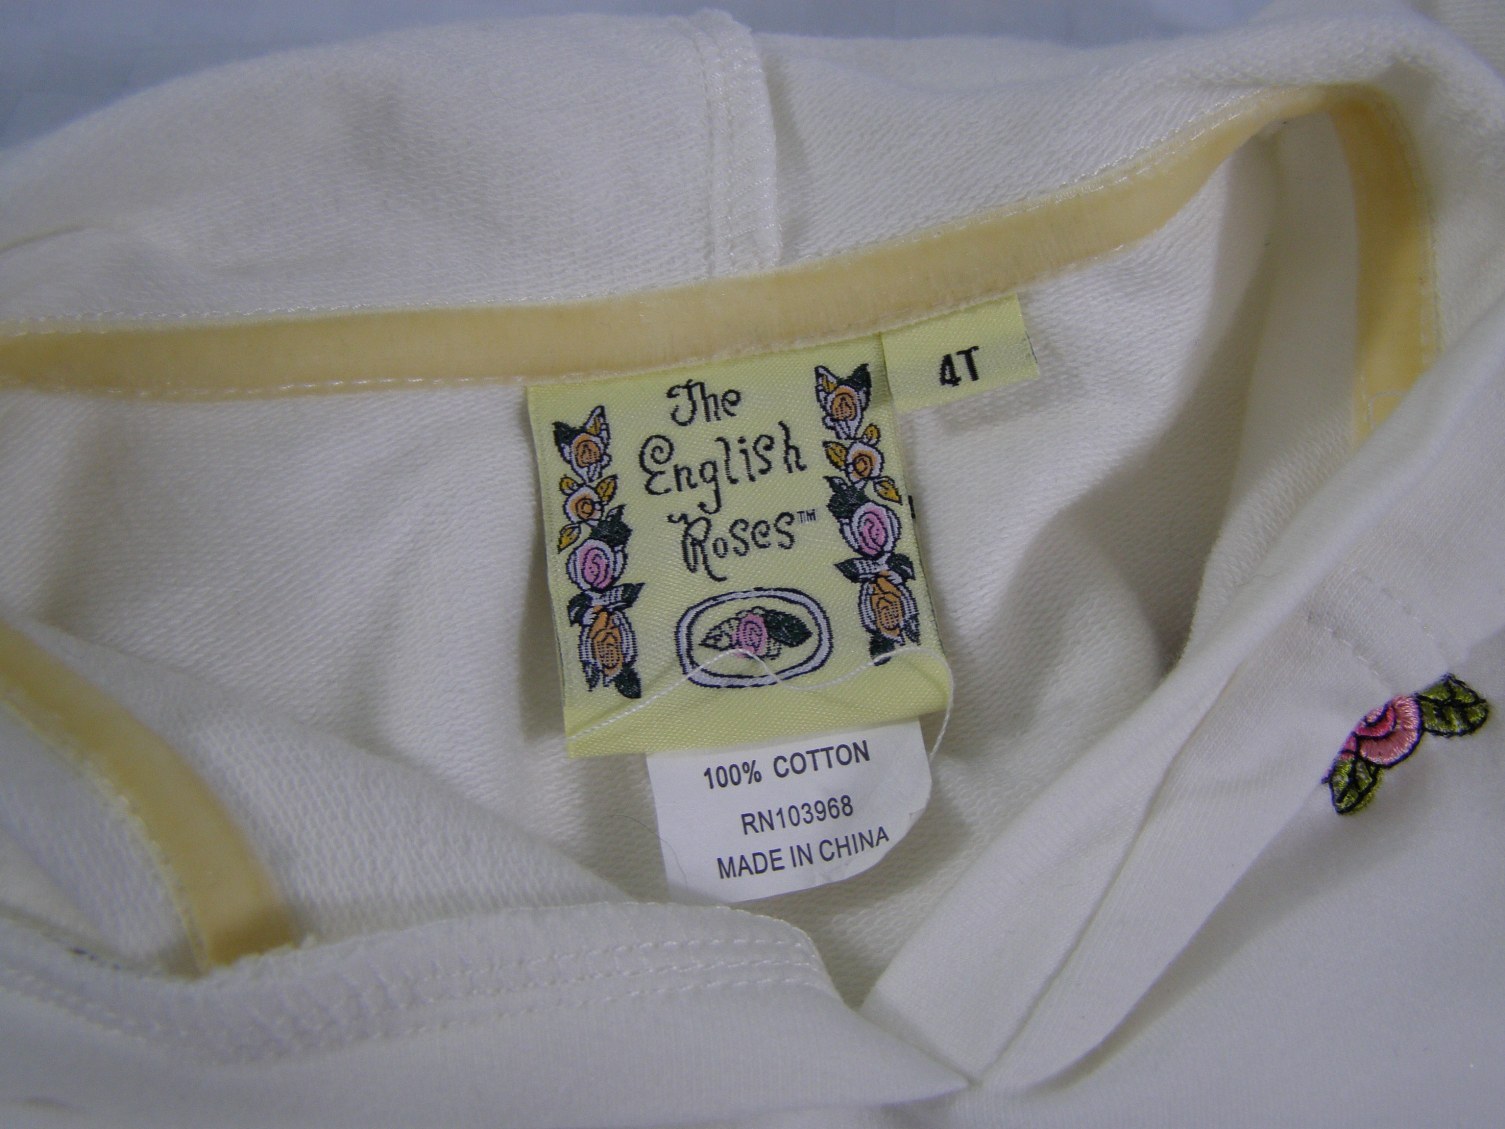 The
English
Roses™
4T
100% COTTON
RN103968
MADE IN CHINA